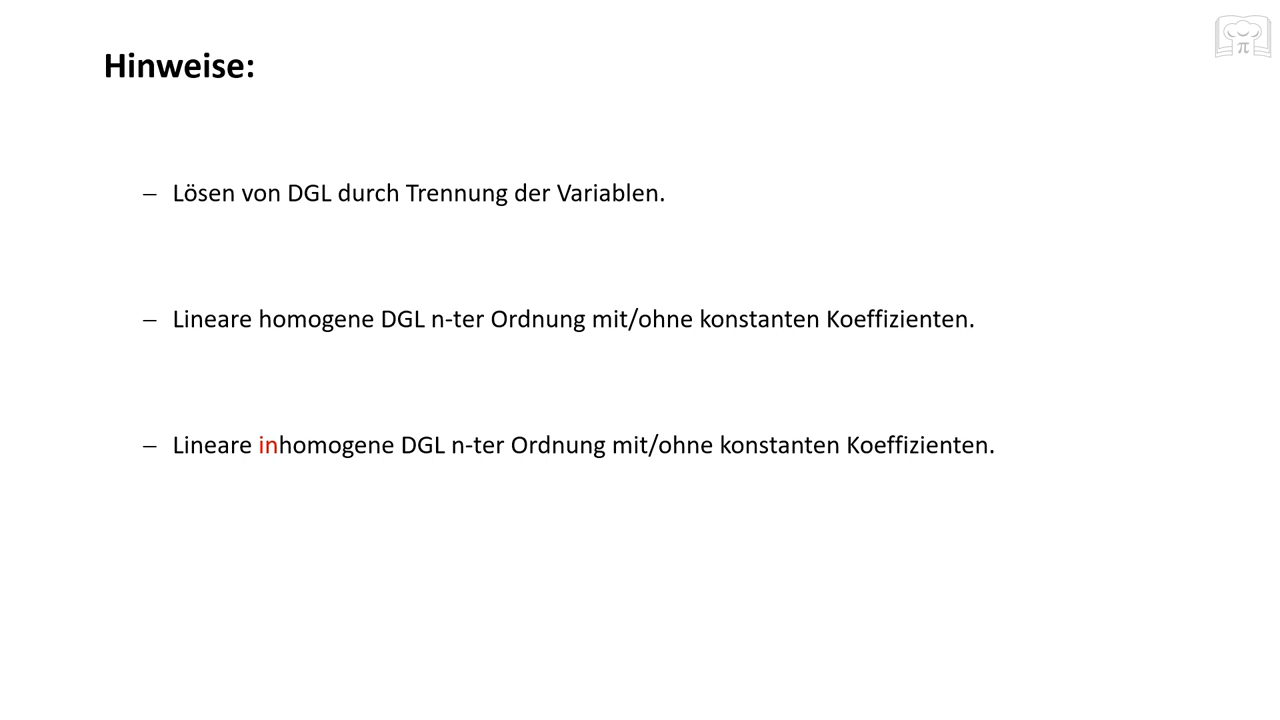 Hinweise:
– Lösen von DGL durch Trennung der Variablen.
– Lineare homogene DGL n-ter Ordnung mit/ohne konstanten Koeffizienten.
– Lineare inhomogene DGL n-ter Ordnung mit/ohne konstanten Koeffizienten.
π